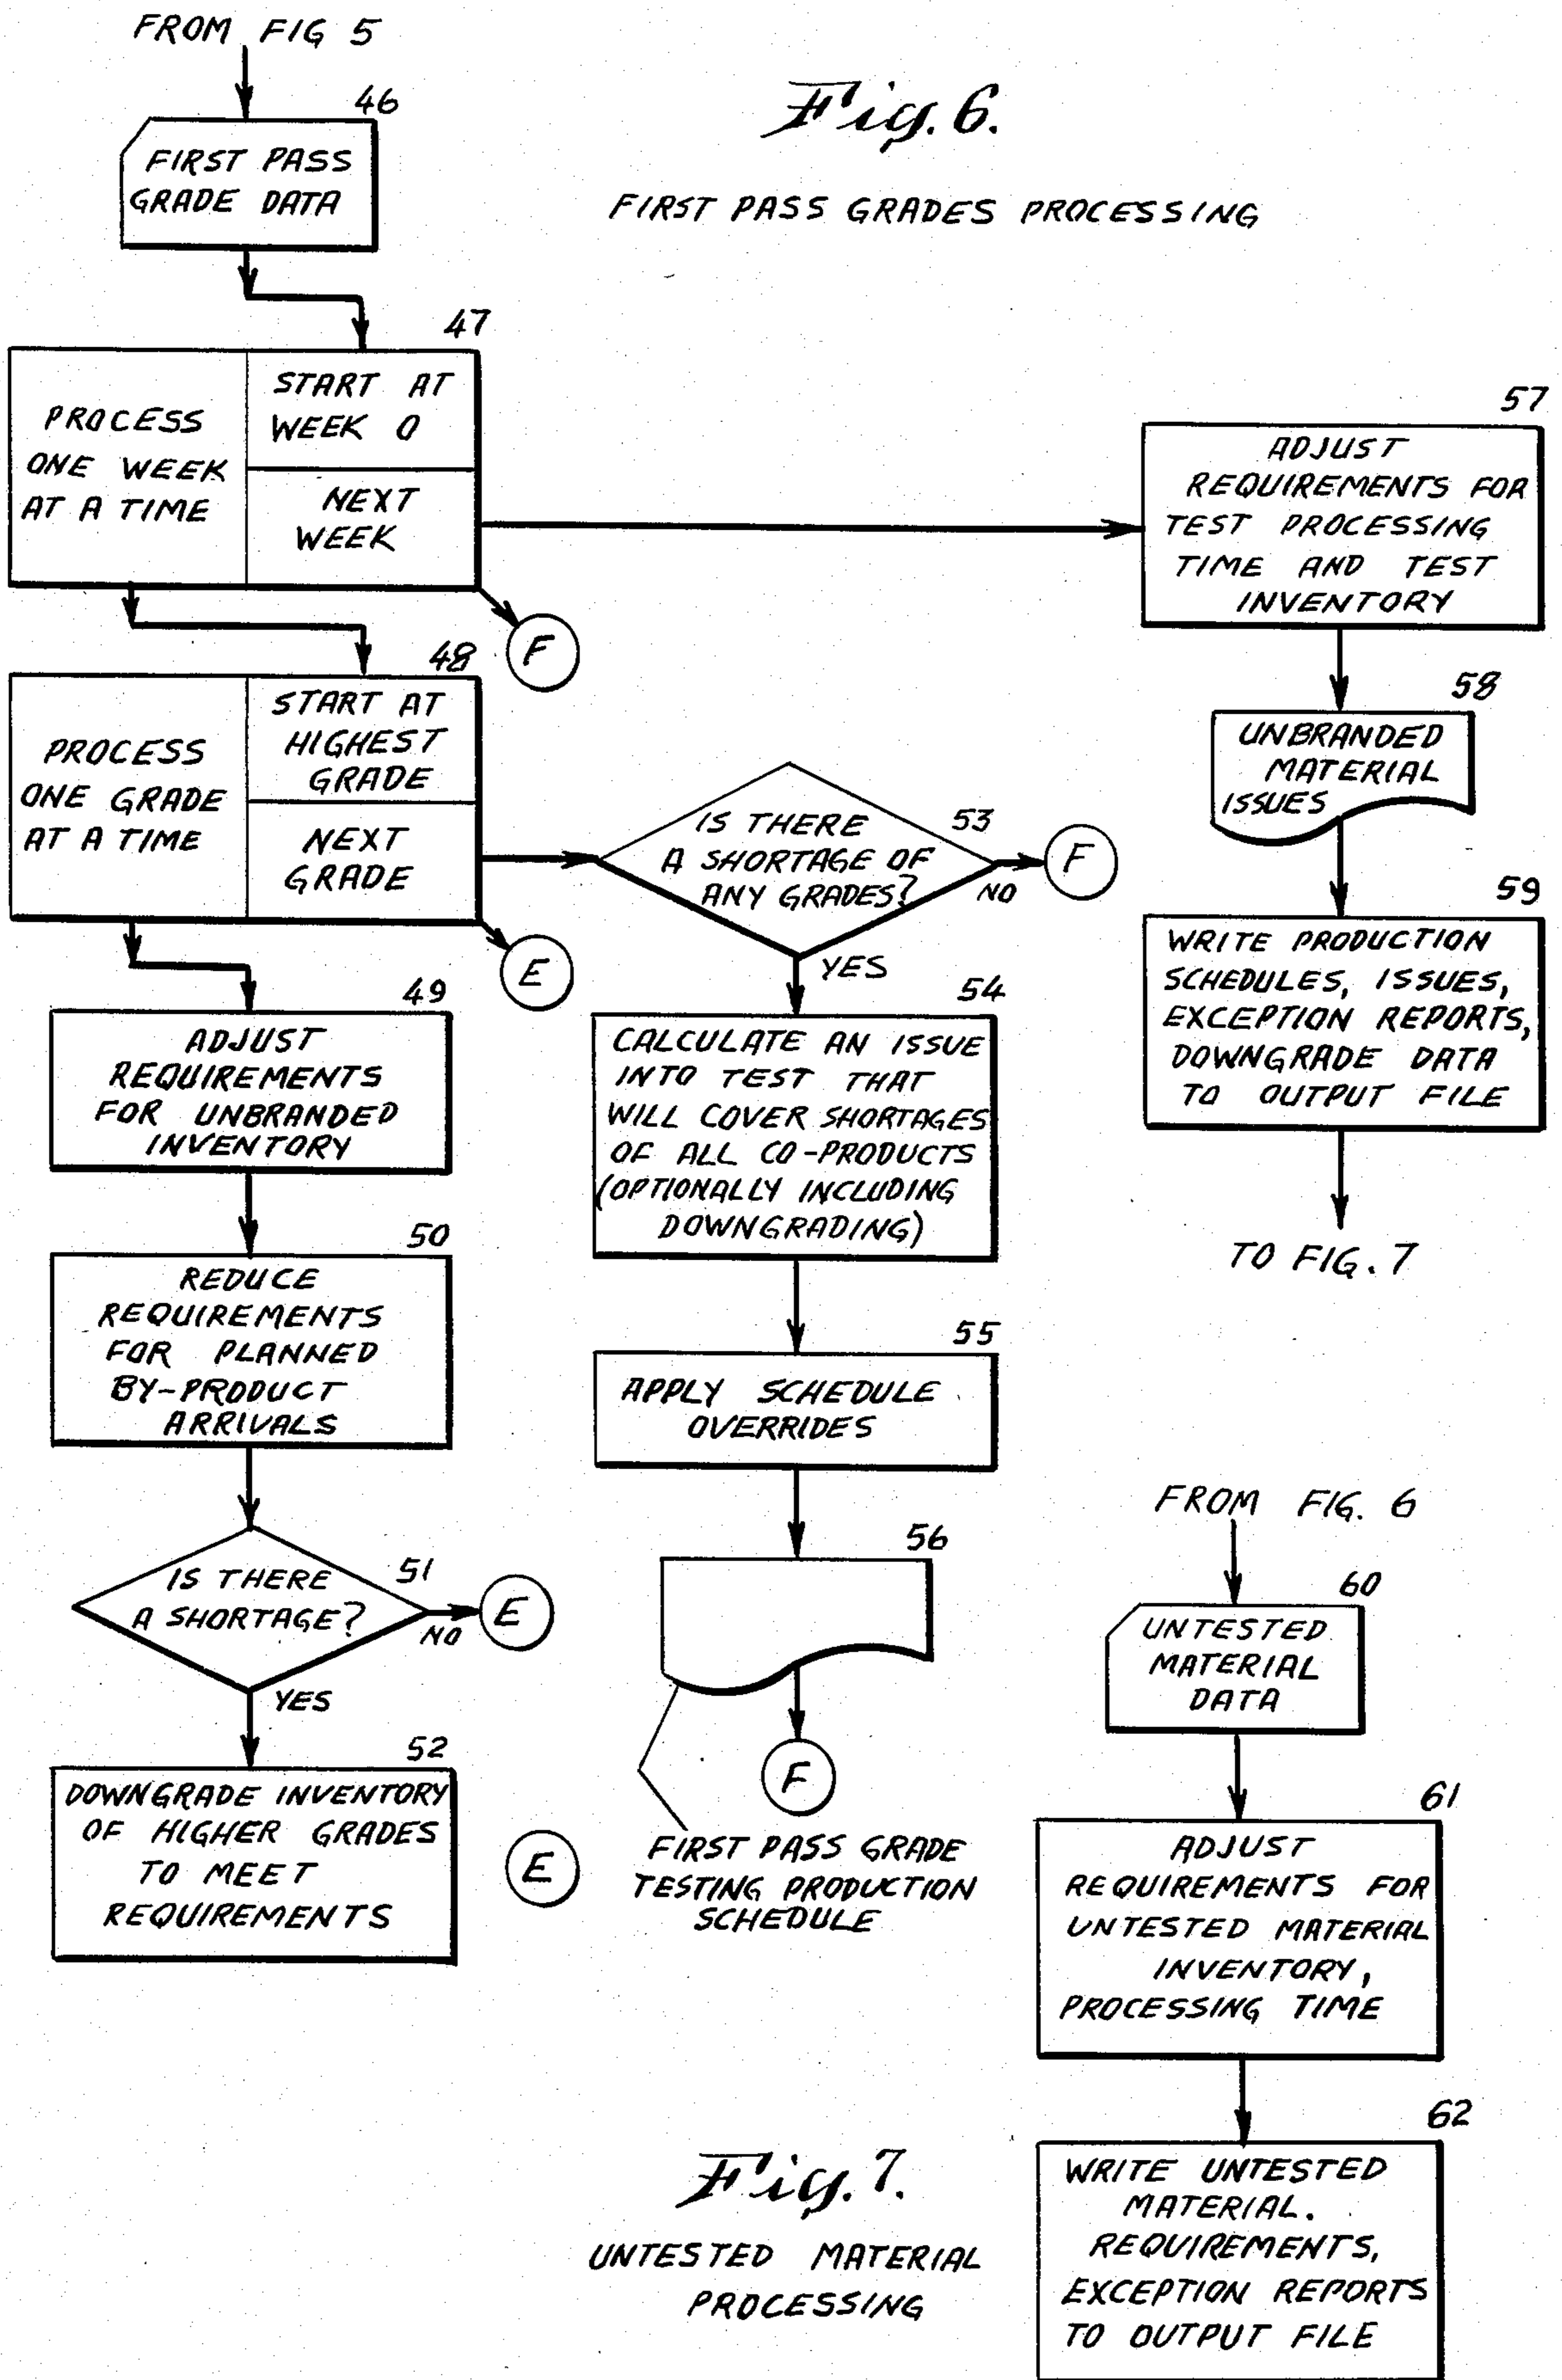 FROM FIG 5
46
FIRST PASS
GRADE DATA
Fig. 6.
FIRST PASS GRADES PROCESSING
47
PROCESS
ONE WEEK
AT A TIME
START AT
WEEK 0
NEXT
WEEK
F
48
PROCESS
ONE GRADE
AT A TIME
START AT
HIGHEST
GRADE
NEXT
GRADE
E
49
ADJUST
REQUIREMENTS
FOR UNBRANDED
INVENTORY
50
REDUCE
REQUIREMENTS
FOR PLANNED
BY-PRODUCT
ARRIVALS
51
IS THERE
A SHORTAGE?
NO
E
YES
52
DOWNGRADE INVENTORY
OF HIGHER GRADES
TO MEET
REQUIREMENTS
E
53
IS THERE
A SHORTAGE OF
ANY GRADES?
NO
F
YES
54
CALCULATE AN ISSUE
INTO TEST THAT
WILL COVER SHORTAGES
OF ALL CO-PRODUCTS
(OPTIONALLY INCLUDING
DOWNGRADING)
55
APPLY SCHEDULE
OVERRIDES
56
F
FIRST PASS GRADE
TESTING PRODUCTION
SCHEDULE
57
ADJUST
REQUIREMENTS FOR
TEST PROCESSING
TIME AND TEST
INVENTORY
58
UNBRANDED
MATERIAL
ISSUES
59
WRITE PRODUCTION
SCHEDULES, ISSUES,
EXCEPTION REPORTS,
DOWNGRADE DATA
TO OUTPUT FILE
TO FIG. 7
FROM FIG. 6
60
UNTESTED
MATERIAL
DATA
61
ADJUST
REQUIREMENTS FOR
UNTESTED MATERIAL
INVENTORY,
PROCESSING TIME
62
WRITE UNTESTED
MATERIAL.
REQUIREMENTS,
EXCEPTION REPORTS
TO OUTPUT FILE
Fig. 7.
UNTESTED MATERIAL
PROCESSING